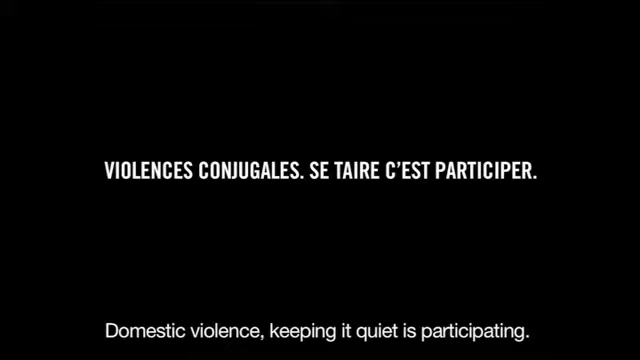 VIOLENCES CONJUGALES. SE TAIRE C'EST PARTICIPER.
Domestic violence, keeping it quiet is participating.